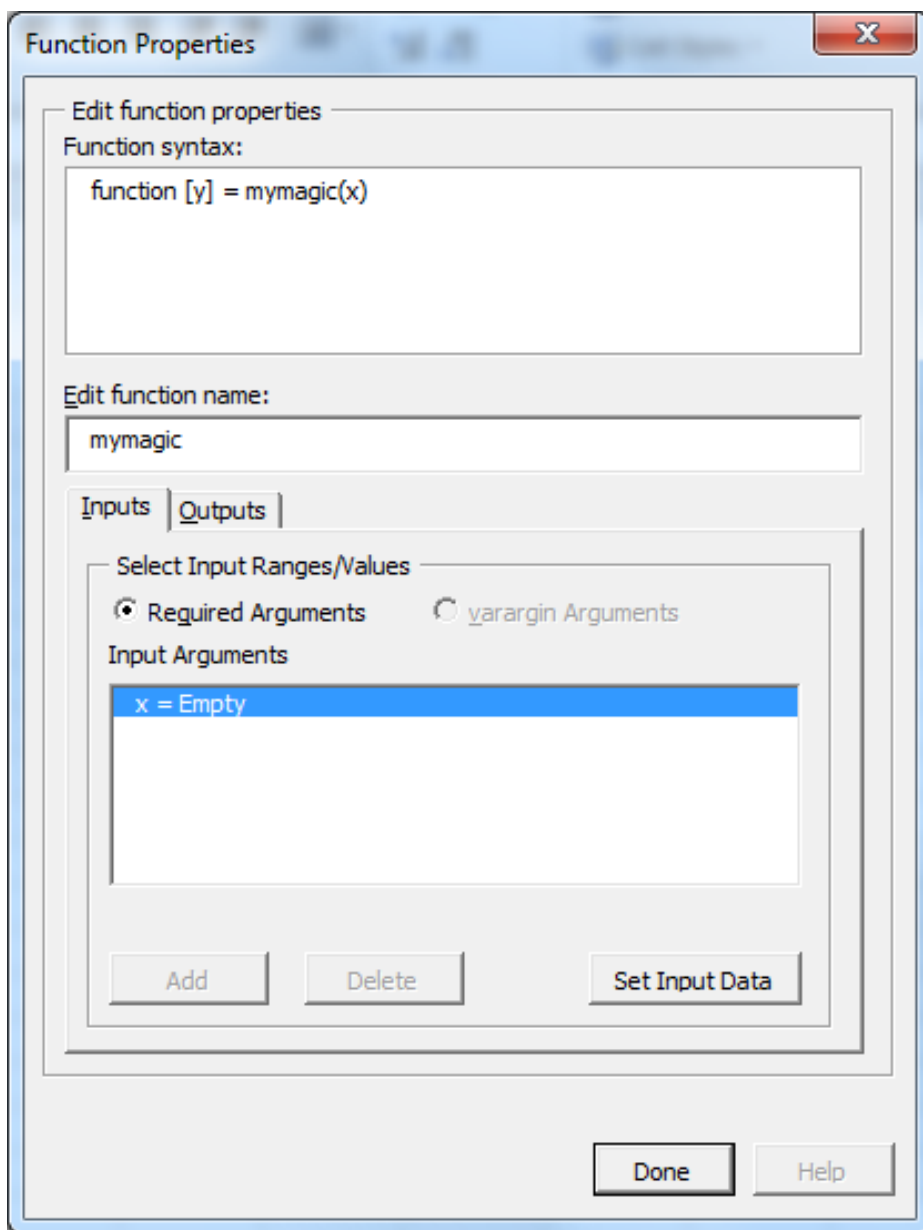 Function Properties
Edit function properties
Function syntax:
function [y] = mymagic(x)
Edit function name:
mymagic
Inputs Outputs
Select Input Ranges/Values
Required Arguments varargin Arguments
Input Arguments
x = Empty
Add Delete Set Input Data
Done Help